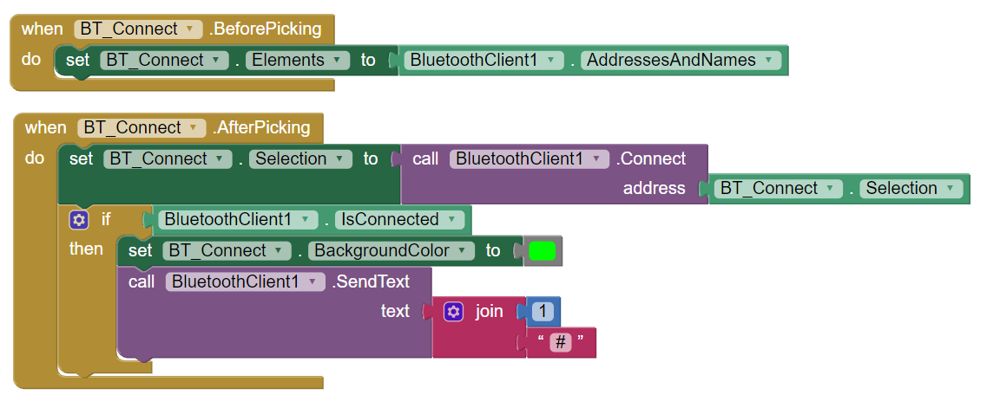 when BT_Connect .BeforePicking
do set BT_Connect . Elements to BluetoothClient1 . AddressesAndNames
when BT_Connect .AfterPicking
do set BT_Connect . Selection to call BluetoothClient1 .Connect
address BT_Connect . Selection
if BluetoothClient1 . IsConnected
then set BT_Connect . BackgroundColor to
call BluetoothClient1 .SendText
text join 1
“ # ”